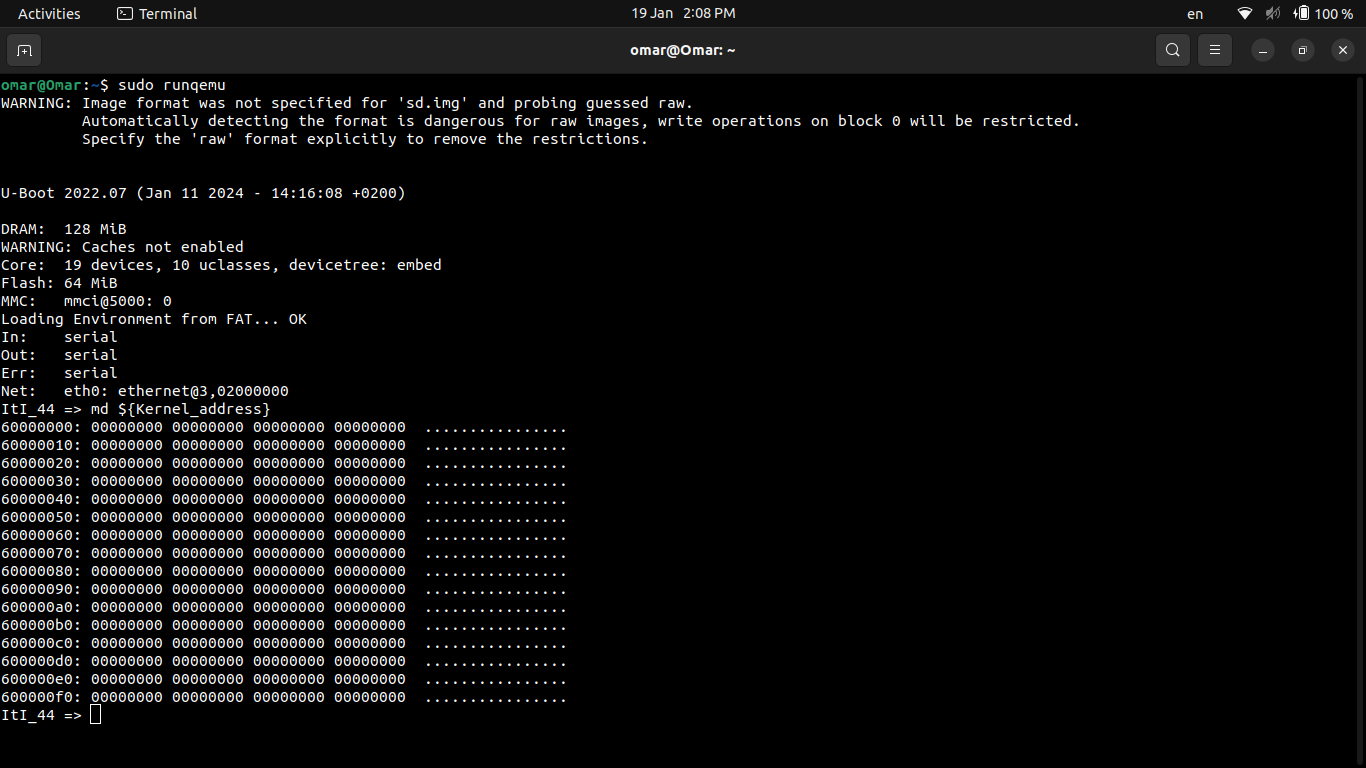 Activities Terminal 19 Jan 2:08 PM en 100 %
omar@Omar: ~
omar@Omar:~$ sudo runqemu
WARNING: Image format was not specified for 'sd.img' and probing guessed raw.
         Automatically detecting the format is dangerous for raw images, write operations on block 0 will be restricted.
         Specify the 'raw' format explicitly to remove the restrictions.
U-Boot 2022.07 (Jan 11 2024 - 14:16:08 +0200)
DRAM:  128 MiB
WARNING: Caches not enabled
Core:  19 devices, 10 uclasses, devicetree: embed
Flash: 64 MiB
MMC:   mmci@5000: 0
Loading Environment from FAT... OK
In:    serial
Out:   serial
Err:   serial
Net:   eth0: ethernet@3,02000000
ItI_44 => md ${Kernel_address}
60000000: 00000000 00000000 00000000 00000000  ................
60000010: 00000000 00000000 00000000 00000000  ................
60000020: 00000000 00000000 00000000 00000000  ................
60000030: 00000000 00000000 00000000 00000000  ................
60000040: 00000000 00000000 00000000 00000000  ................
60000050: 00000000 00000000 00000000 00000000  ................
60000060: 00000000 00000000 00000000 00000000  ................
60000070: 00000000 00000000 00000000 00000000  ................
60000080: 00000000 00000000 00000000 00000000  ................
60000090: 00000000 00000000 00000000 00000000  ................
600000a0: 00000000 00000000 00000000 00000000  ................
600000b0: 00000000 00000000 00000000 00000000  ................
600000c0: 00000000 00000000 00000000 00000000  ................
600000d0: 00000000 00000000 00000000 00000000  ................
600000e0: 00000000 00000000 00000000 00000000  ................
600000f0: 00000000 00000000 00000000 00000000  ................
ItI_44 =>